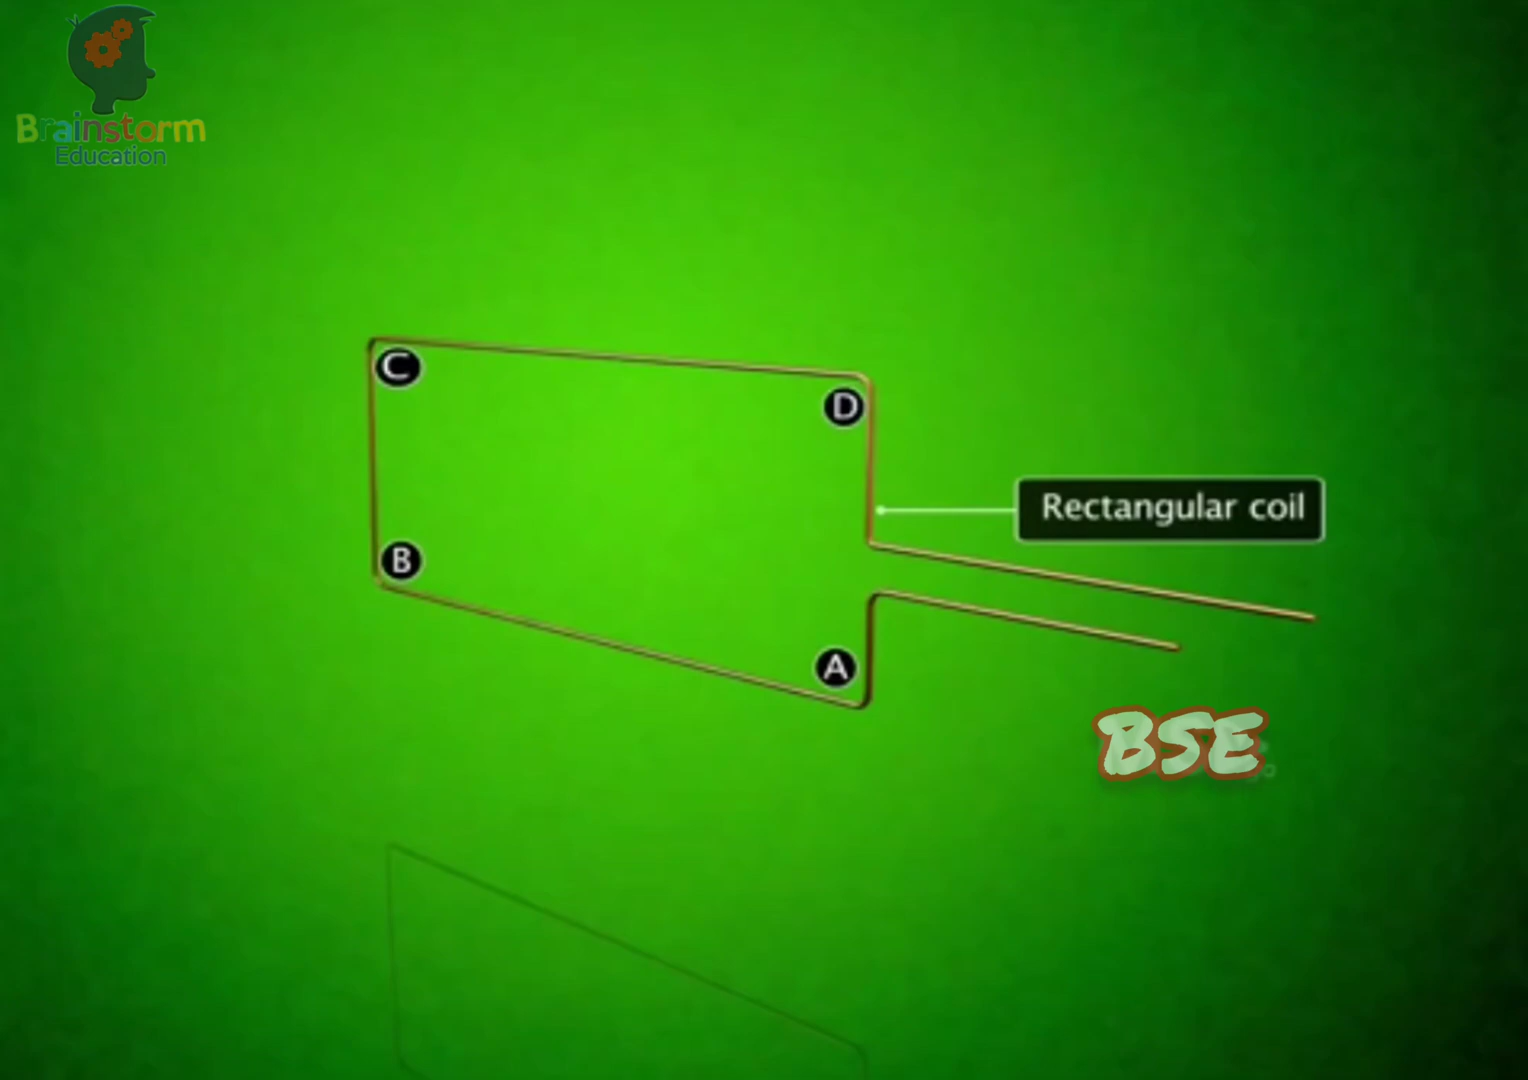 Brainstorm
Education
C
D
Rectangular coil
B
A
BSE